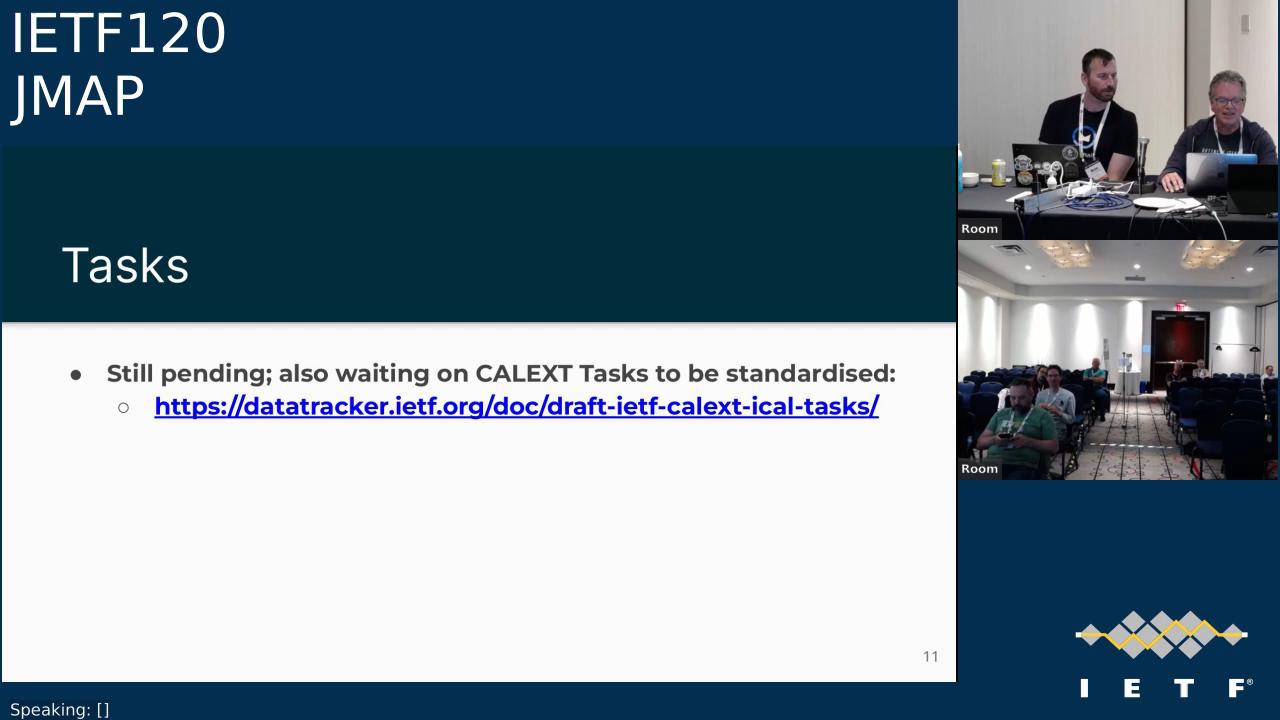 IETF120
JMAP
Tasks
● Still pending; also waiting on CALEXT Tasks to be standardised:
○ https://datatracker.ietf.org/doc/draft-ietf-calext-ical-tasks/
11
Room
Room
I E T F®
Speaking: []